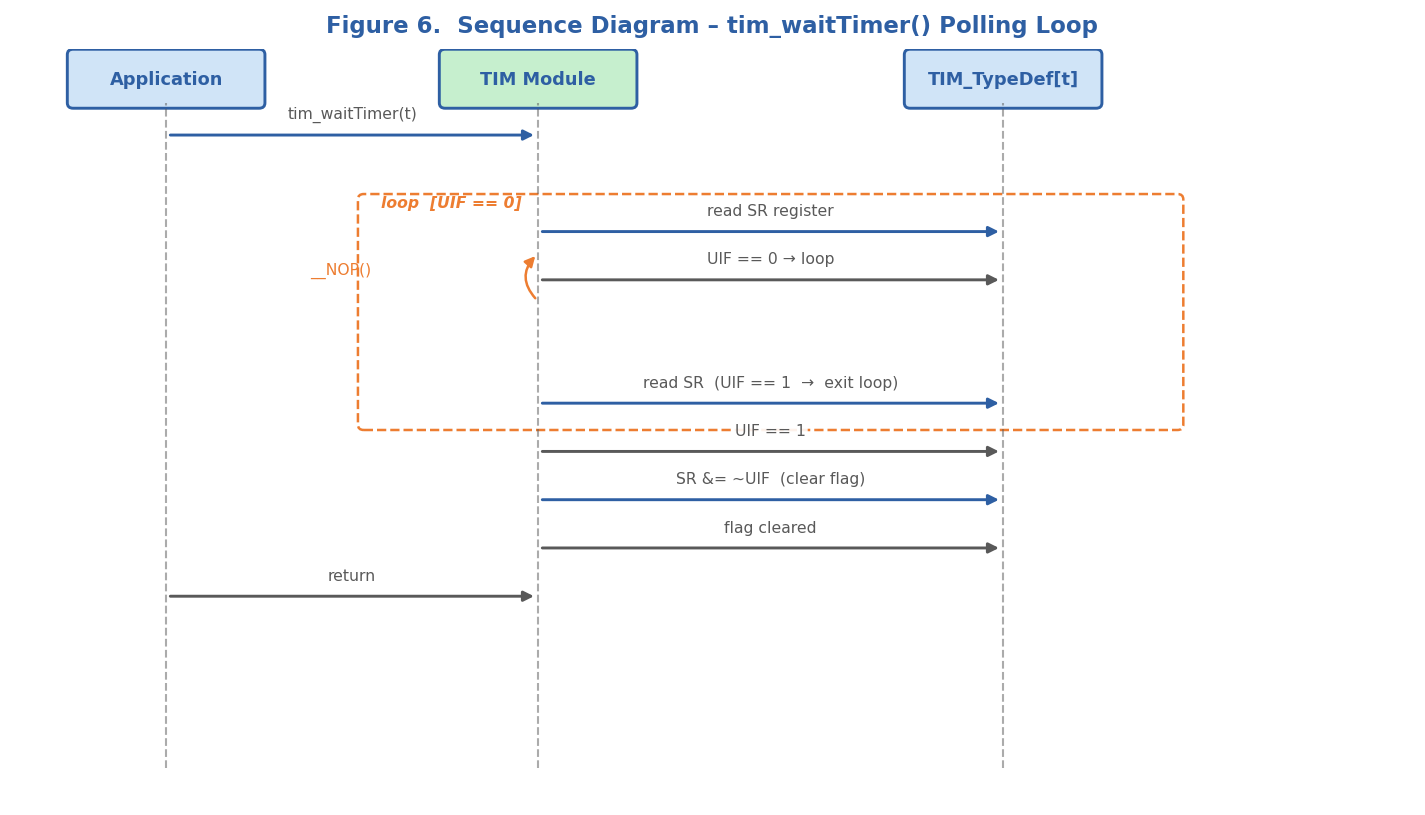 Figure 6.  Sequence Diagram – tim_waitTimer() Polling Loop
Application
TIM Module
TIM_TypeDef[t]
tim_waitTimer(t)
loop  [UIF == 0]
read SR register
UIF == 0 → loop
__NOP()
read SR  (UIF == 1  →  exit loop)
UIF == 1
SR &= ~UIF  (clear flag)
flag cleared
return